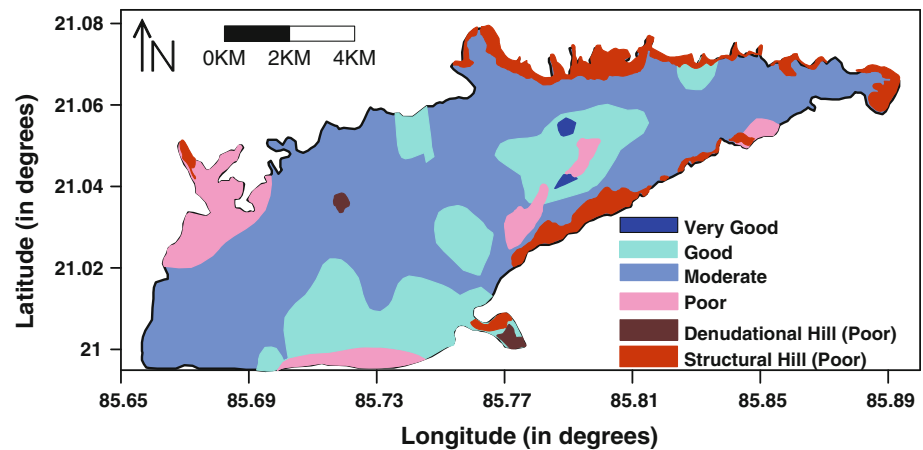 21.08
21.06
21.04
21.02
21
Latitude (in degrees)
N
0KM 2KM 4KM
Very Good
Good
Moderate
Poor
Denudational Hill (Poor)
Structural Hill (Poor)
85.65 85.69 85.73 85.77 85.81 85.85 85.89
Longitude (in degrees)